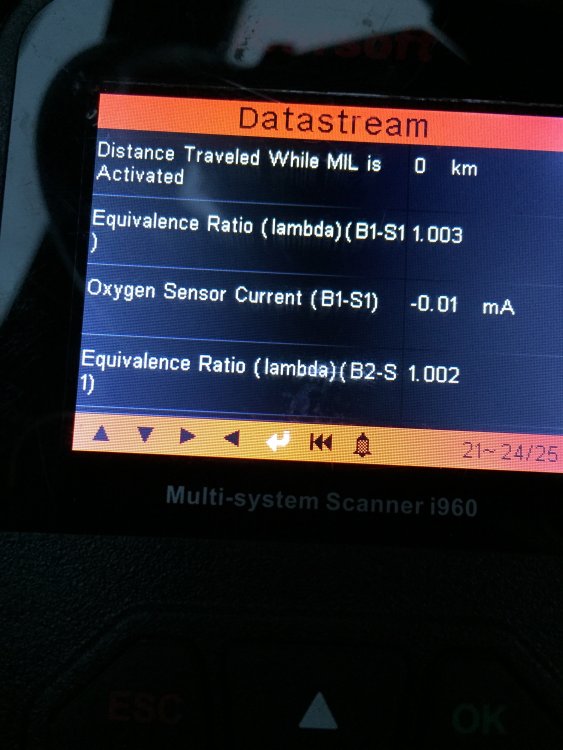 Datastream
Distance Traveled While MIL is 0 km
Activated
Equivalence Ratio (lambda)(B1-S1 1.003
)
Oxygen Sensor Current (B1-S1) -0.01 mA
Equivalence Ratio (lambda)(B2-S 1.002
1)
21~24/25
Multi-system Scanner i960
ESC
OK